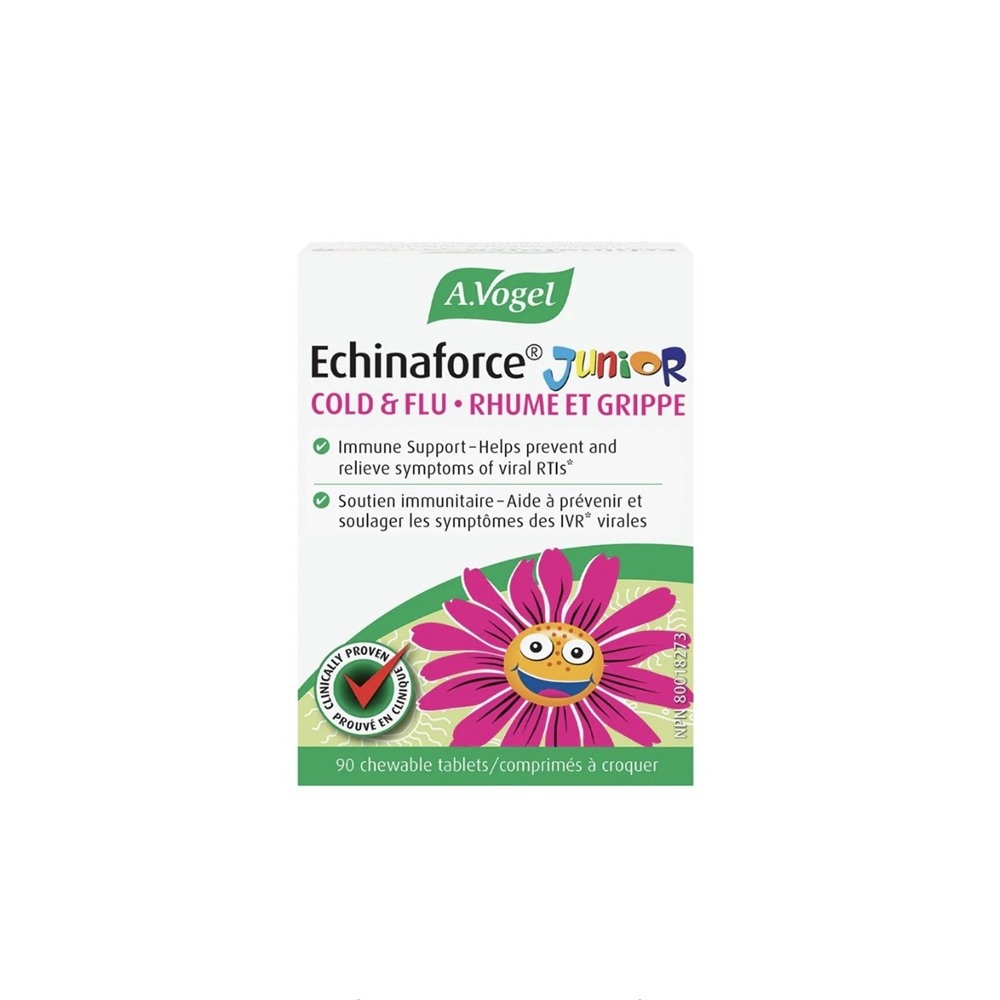 A.Vogel
Echinaforce® JUNIOR
COLD & FLU • RHUME ET GRIPPE
Immune Support–Helps prevent and
relieve symptoms of viral RTIs*
Soutien immunitaire–Aide à prévenir et
soulager les symptômes des IVR* virales
CLINICALLY PROVEN
PROUVÉ EN CLINIQUE
NPN 80018273
90 chewable tablets/comprimés à croquer